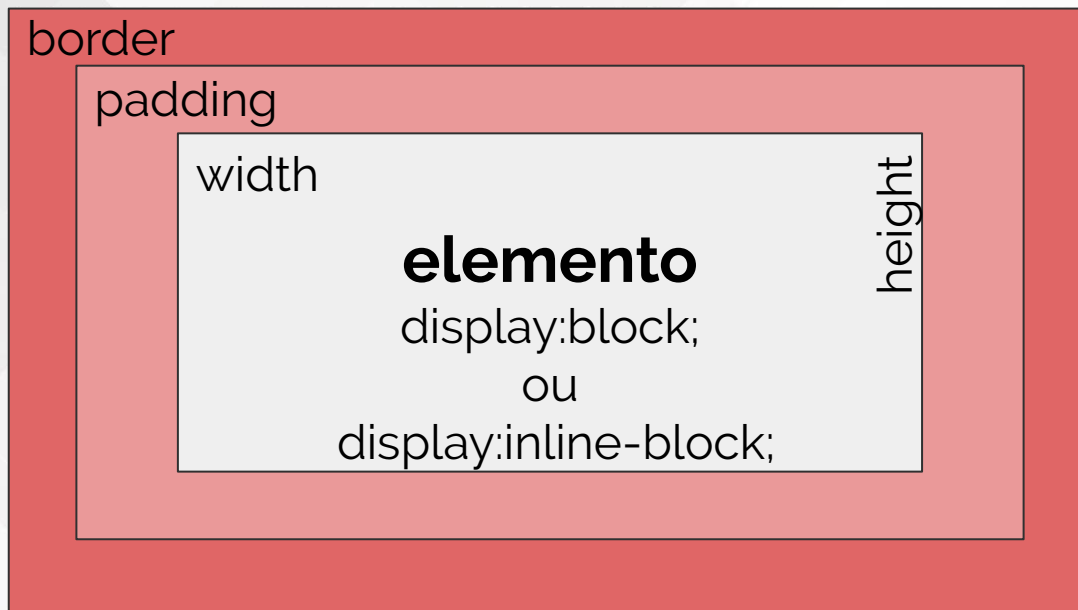 border
padding
width
height
elemento
display:block;
ou
display:inline-block;